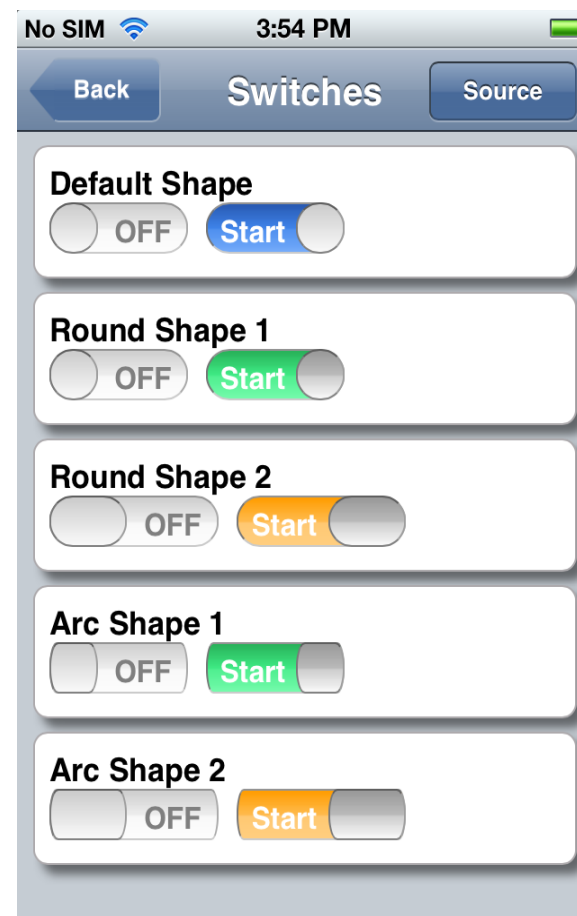 No SIM 3:54 PM
Back Switches Source
Default Shape
OFF Start
Round Shape 1
OFF Start
Round Shape 2
OFF Start
Arc Shape 1
OFF Start
Arc Shape 2
OFF Start